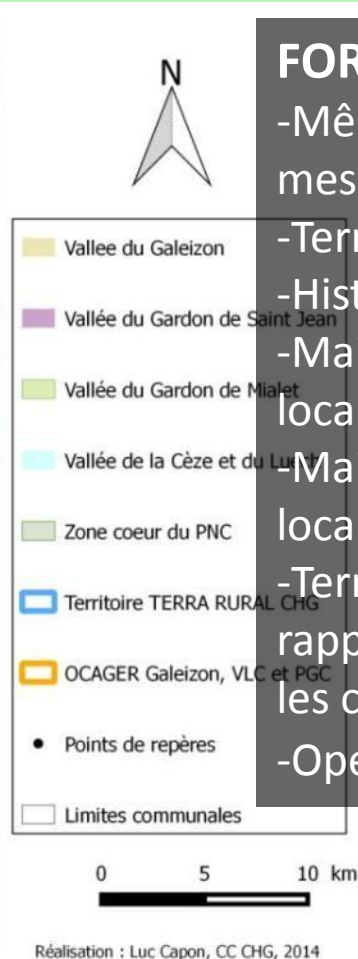 N
Vallee du Galeizon
Vallée du Gardon de Saint Jean
Vallée du Gardon de Mialet
Vallée de la Cèze et du Luech
Zone coeur du PNC
Territoire TERRA RURAL CHG
OCAGER Galeizon, VLC et PGC
Points de repères
Limites communales
0 5 10 km
Réalisation : Luc Capon, CC CHG, 2014
FOR
-Mê
mes
-Terr
-Hist
-Ma
loca
-Ma
loca
-Terr
rapp
les c
-Opé